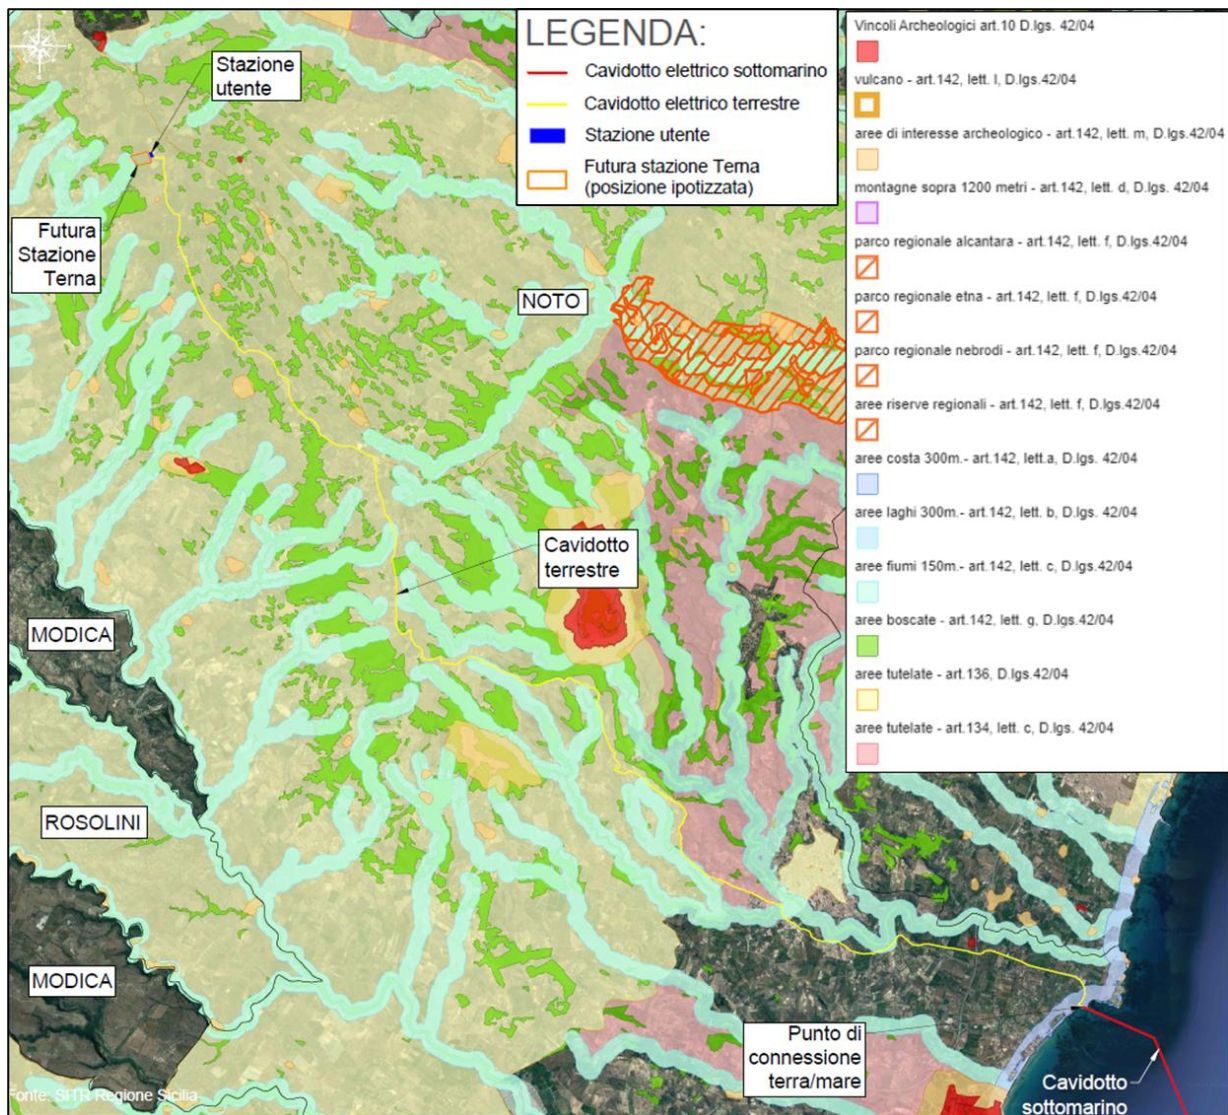 LEGENDA:
Cavidotto elettrico sottomarino
Cavidotto elettrico terrestre
Stazione utente
Futura stazione Terna
(posizione ipotizzata)
Vincoli Archeologici art.10 D.lgs. 42/04
vulcano - art.142, lett. l, D.lgs.42/04
aree di interesse archeologico - art.142, lett. m, D.lgs.42/04
montagne sopra 1200 metri - art.142, lett. d, D.lgs. 42/04
parco regionale alcantara - art.142, lett. f, D.lgs.42/04
parco regionale etna - art.142, lett. f, D.lgs.42/04
parco regionale nebrodi - art.142, lett. f, D.lgs.42/04
aree riserve regionali - art.142, lett. f, D.lgs.42/04
aree costa 300m.- art.142, lett.a, D.lgs. 42/04
aree laghi 300m.- art.142, lett. b, D.lgs. 42/04
aree fiumi 150m.- art.142, lett. c, D.lgs.42/04
aree boscate - art.142, lett. g, D.lgs.42/04
aree tutelate - art.136, D.lgs.42/04
aree tutelate - art.134, lett. c, D.lgs. 42/04
Stazione
utente
Futura
Stazione
Terna
NOTO
Cavidotto
terrestre
MODICA
ROSOLINI
MODICA
Punto di
connessione
terra/mare
Cavidotto
sottomarino
Fonte: SITR Regione Sicilia